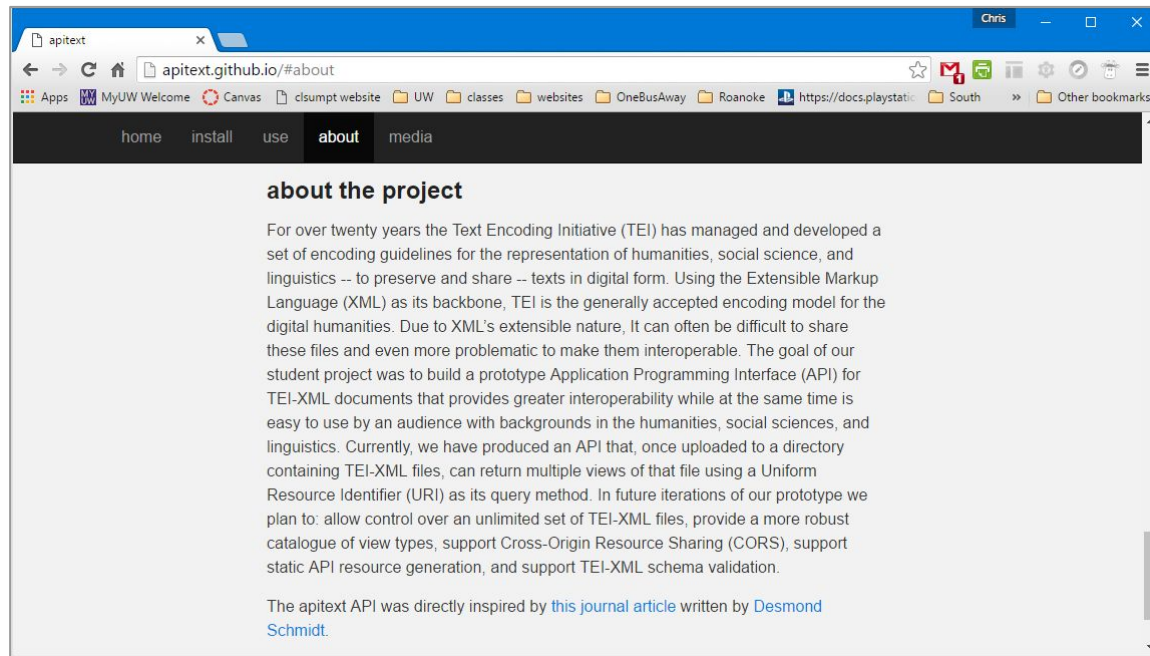 Chris
apitext
apitext.github.io/#about
1
Apps MyUW Welcome Canvas clsumpt website UW classes websites OneBusAway Roanoke https://docs.playstatic South » Other bookmarks
home install use about media
about the project
For over twenty years the Text Encoding Initiative (TEI) has managed and developed a
set of encoding guidelines for the representation of humanities, social science, and
linguistics -- to preserve and share -- texts in digital form. Using the Extensible Markup
Language (XML) as its backbone, TEI is the generally accepted encoding model for the
digital humanities. Due to XML's extensible nature, It can often be difficult to share
these files and even more problematic to make them interoperable. The goal of our
student project was to build a prototype Application Programming Interface (API) for
TEI-XML documents that provides greater interoperability while at the same time is
easy to use by an audience with backgrounds in the humanities, social sciences, and
linguistics. Currently, we have produced an API that, once uploaded to a directory
containing TEI-XML files, can return multiple views of that file using a Uniform
Resource Identifier (URI) as its query method. In future iterations of our prototype we
plan to: allow control over an unlimited set of TEI-XML files, provide a more robust
catalogue of view types, support Cross-Origin Resource Sharing (CORS), support
static API resource generation, and support TEI-XML schema validation.
The apitext API was directly inspired by this journal article written by Desmond
Schmidt.